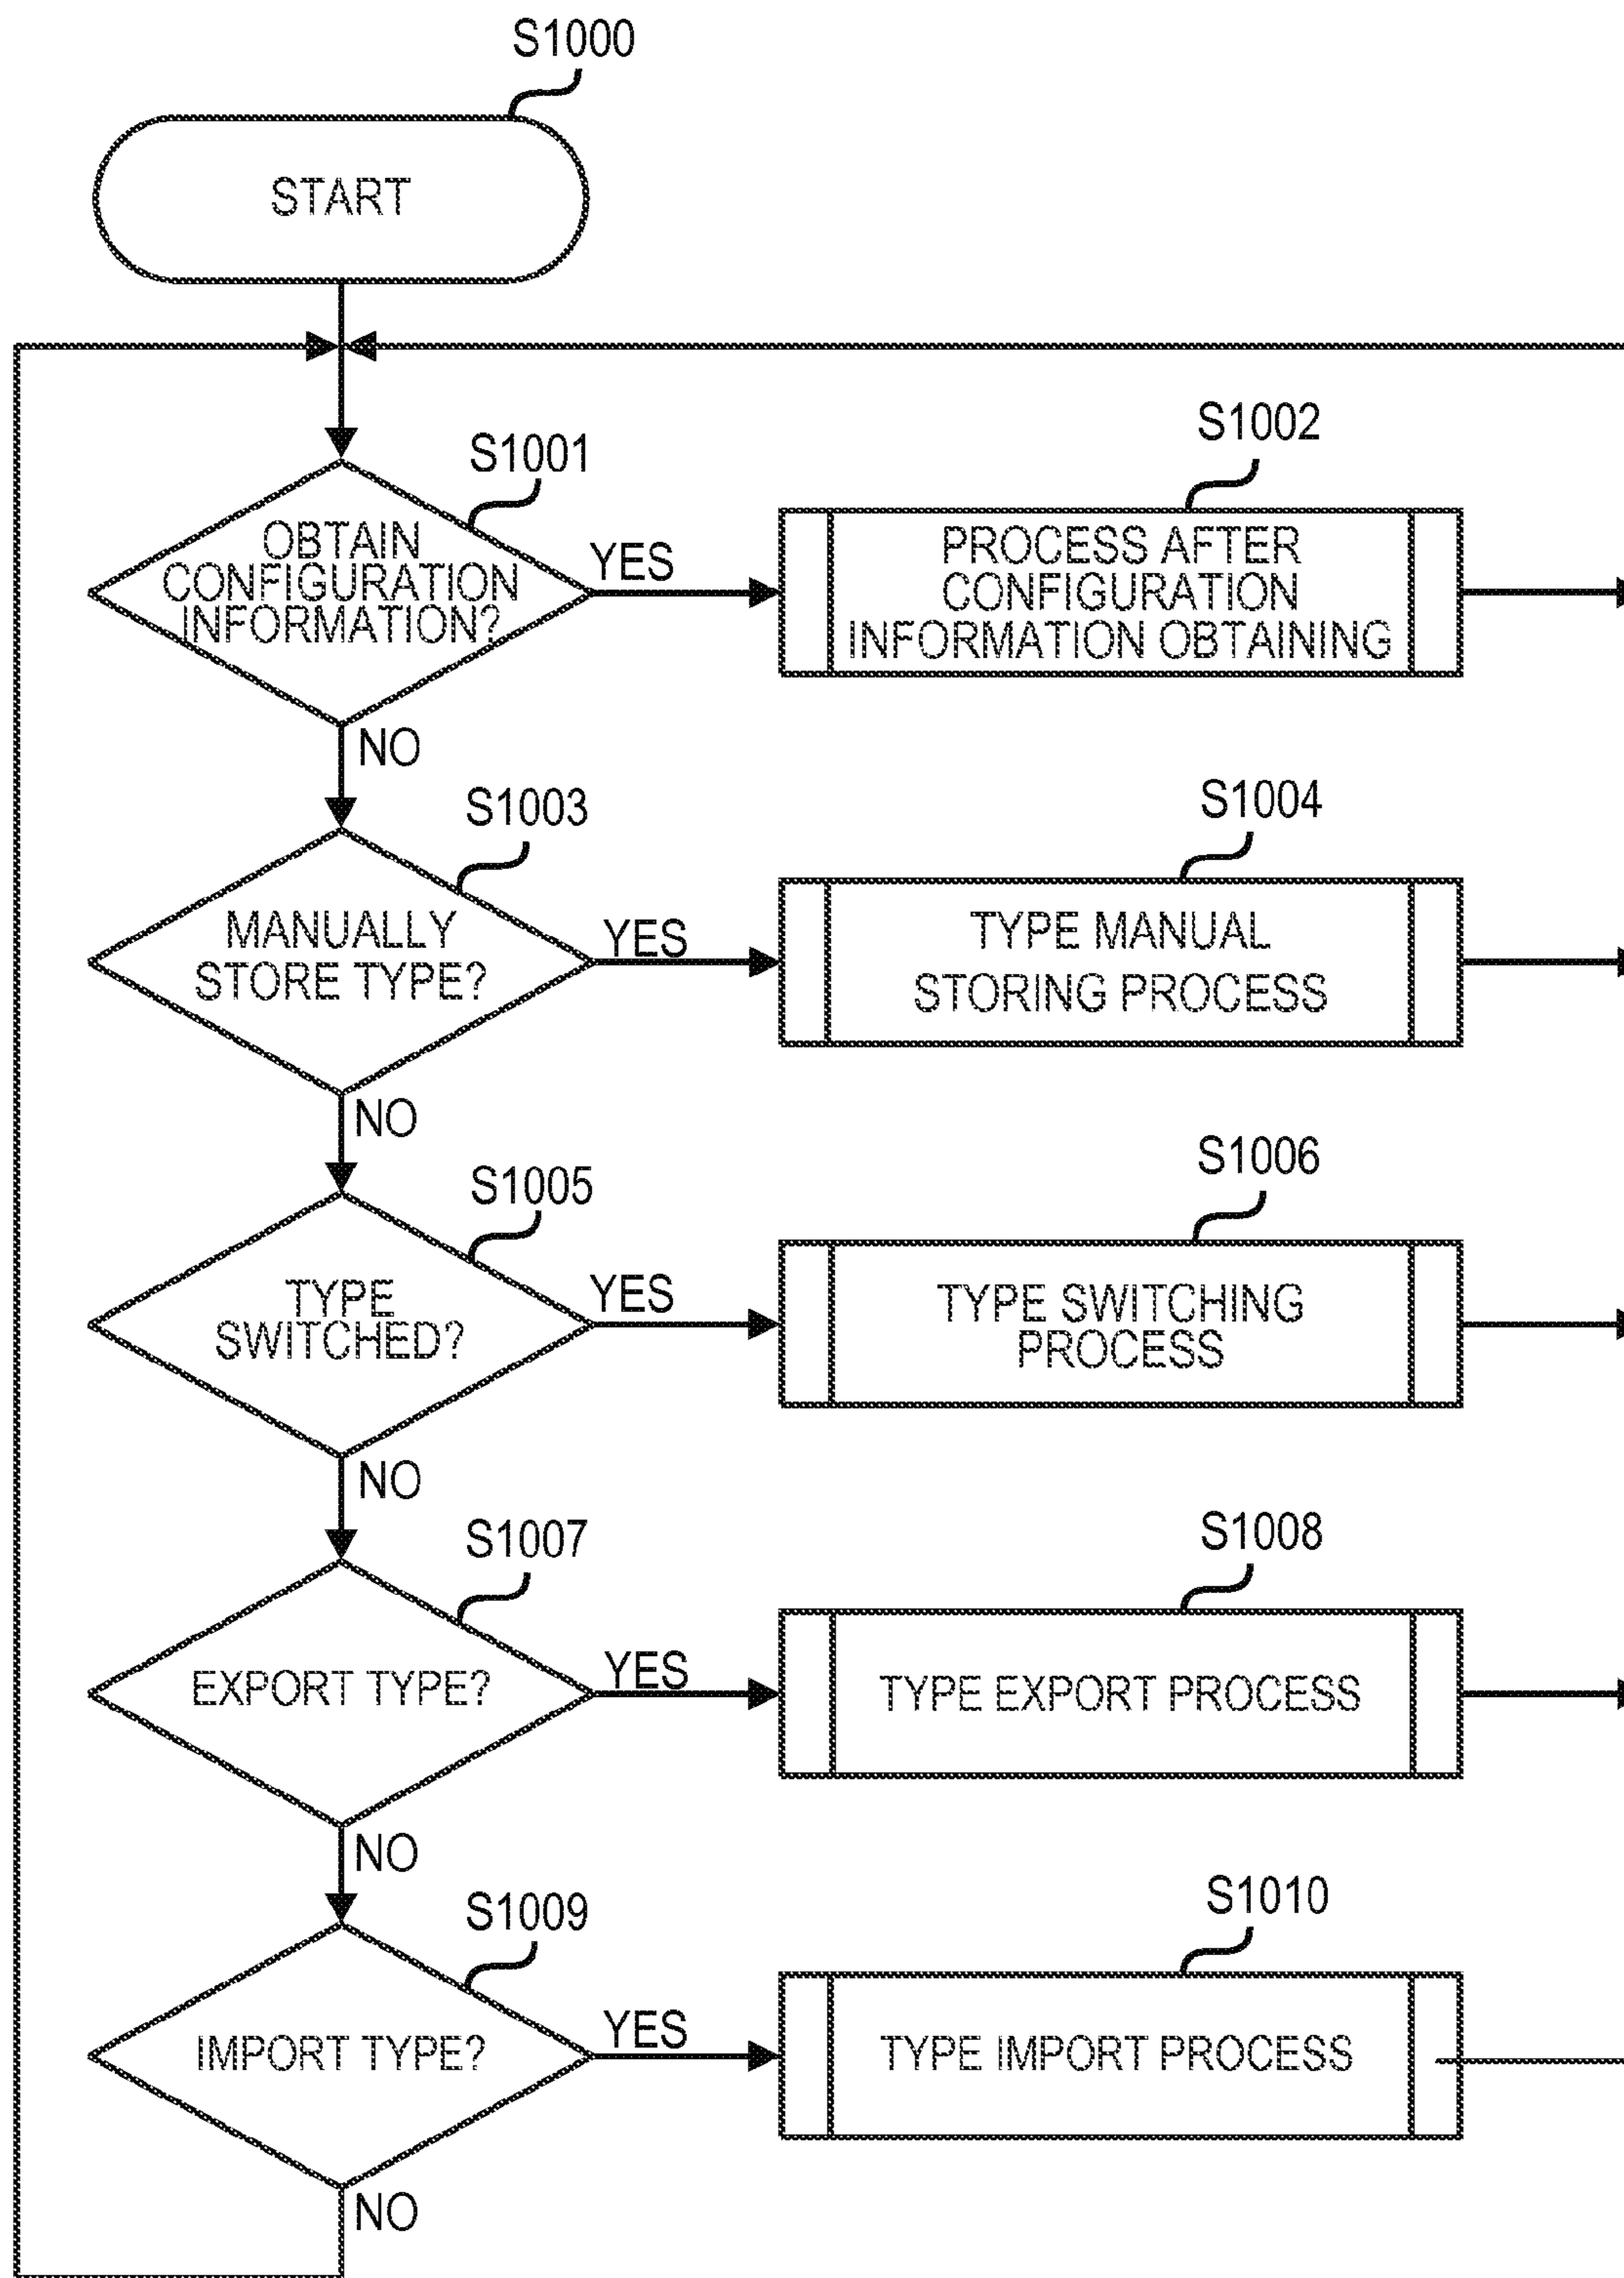 S1000
START
S1001
OBTAIN
CONFIGURATION
INFORMATION?
YES
S1002
PROCESS AFTER
CONFIGURATION
INFORMATION OBTAINING
NO
S1003
MANUALLY
STORE TYPE?
YES
S1004
TYPE MANUAL
STORING PROCESS
NO
S1005
TYPE
SWITCHED?
YES
S1006
TYPE SWITCHING
PROCESS
NO
S1007
EXPORT TYPE?
YES
S1008
TYPE EXPORT PROCESS
NO
S1009
IMPORT TYPE?
YES
S1010
TYPE IMPORT PROCESS
NO